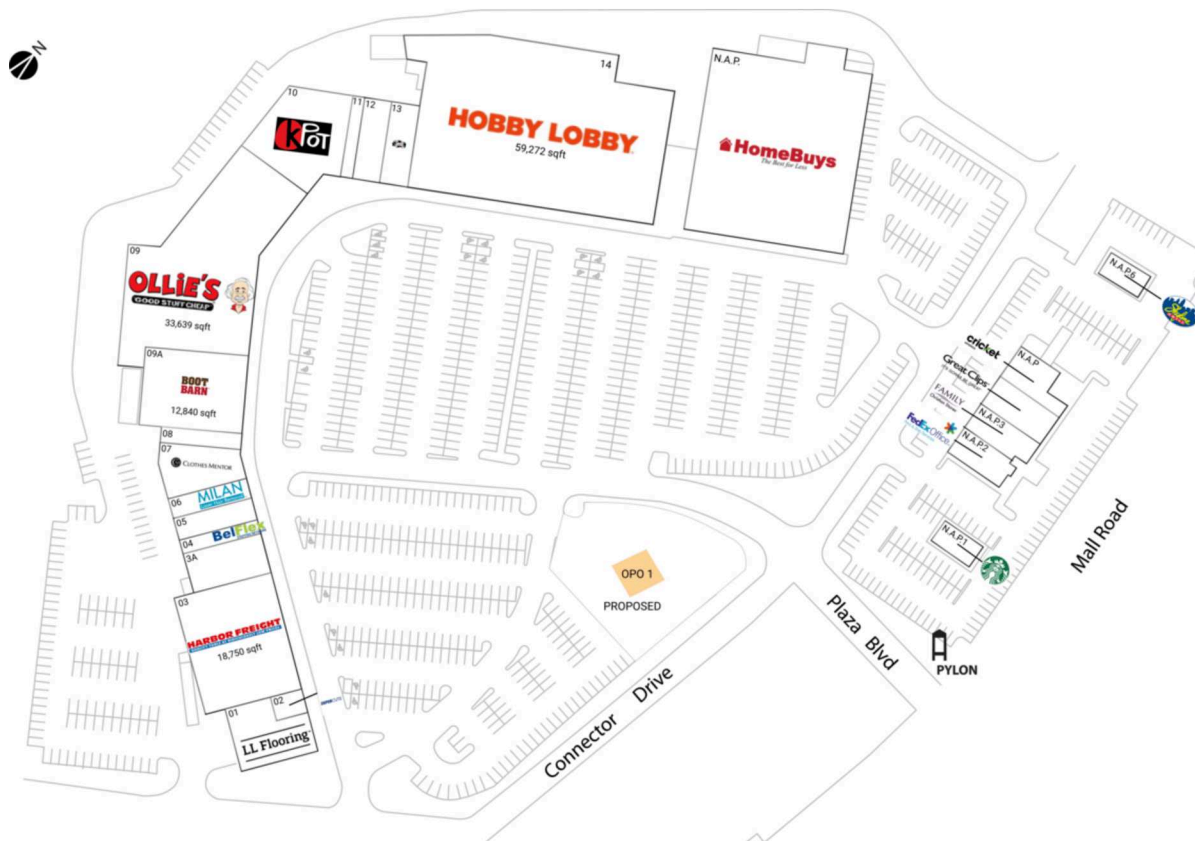 N
10
KPOT
11
12
13
14
HOBBY LOBBY
59,272 sqft
N.A.P.
HomeBuys
The Best for Less
09
OLLIE'S
GOOD STUFF CHEAP
33,639 sqft
09A
BOOT
BARN
12,840 sqft
08
07
CLOTHES MENTOR
06
MILAN
05
04
BelFlex
3A
03
HARBOR FREIGHT
18,750 sqft
02
01
LL Flooring
OPO 1
PROPOSED
N.A.P.6
cricket
N.A.P
Great Clips
FAMILY
N.A.P.3
FedEx Office
N.A.P.2
N.A.P.1
Mall Road
Plaza Blvd
PYLON
Connector Drive